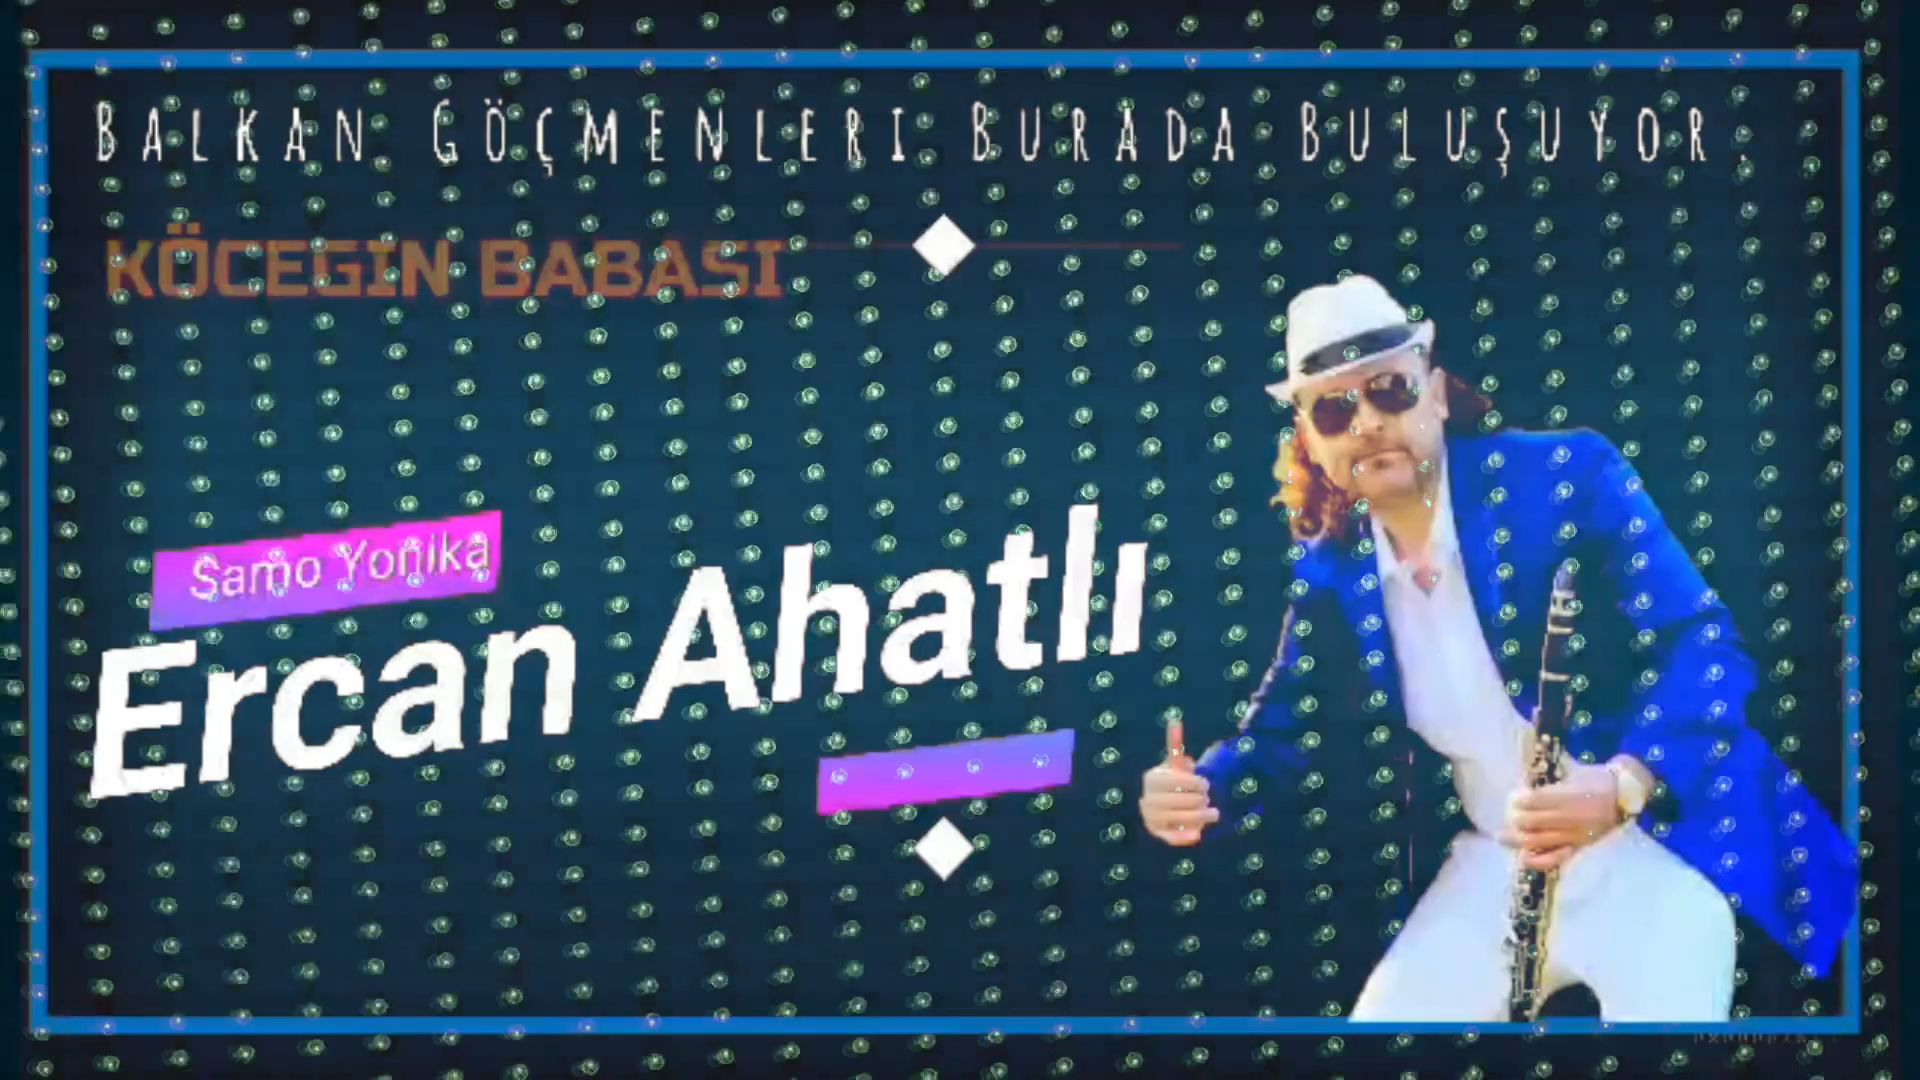 BALKAN GÖÇMENLERI BURADA BULUŞUYOR.
KÖCEGIN BABASI
Samo Yonika
Ercan Ahatlı